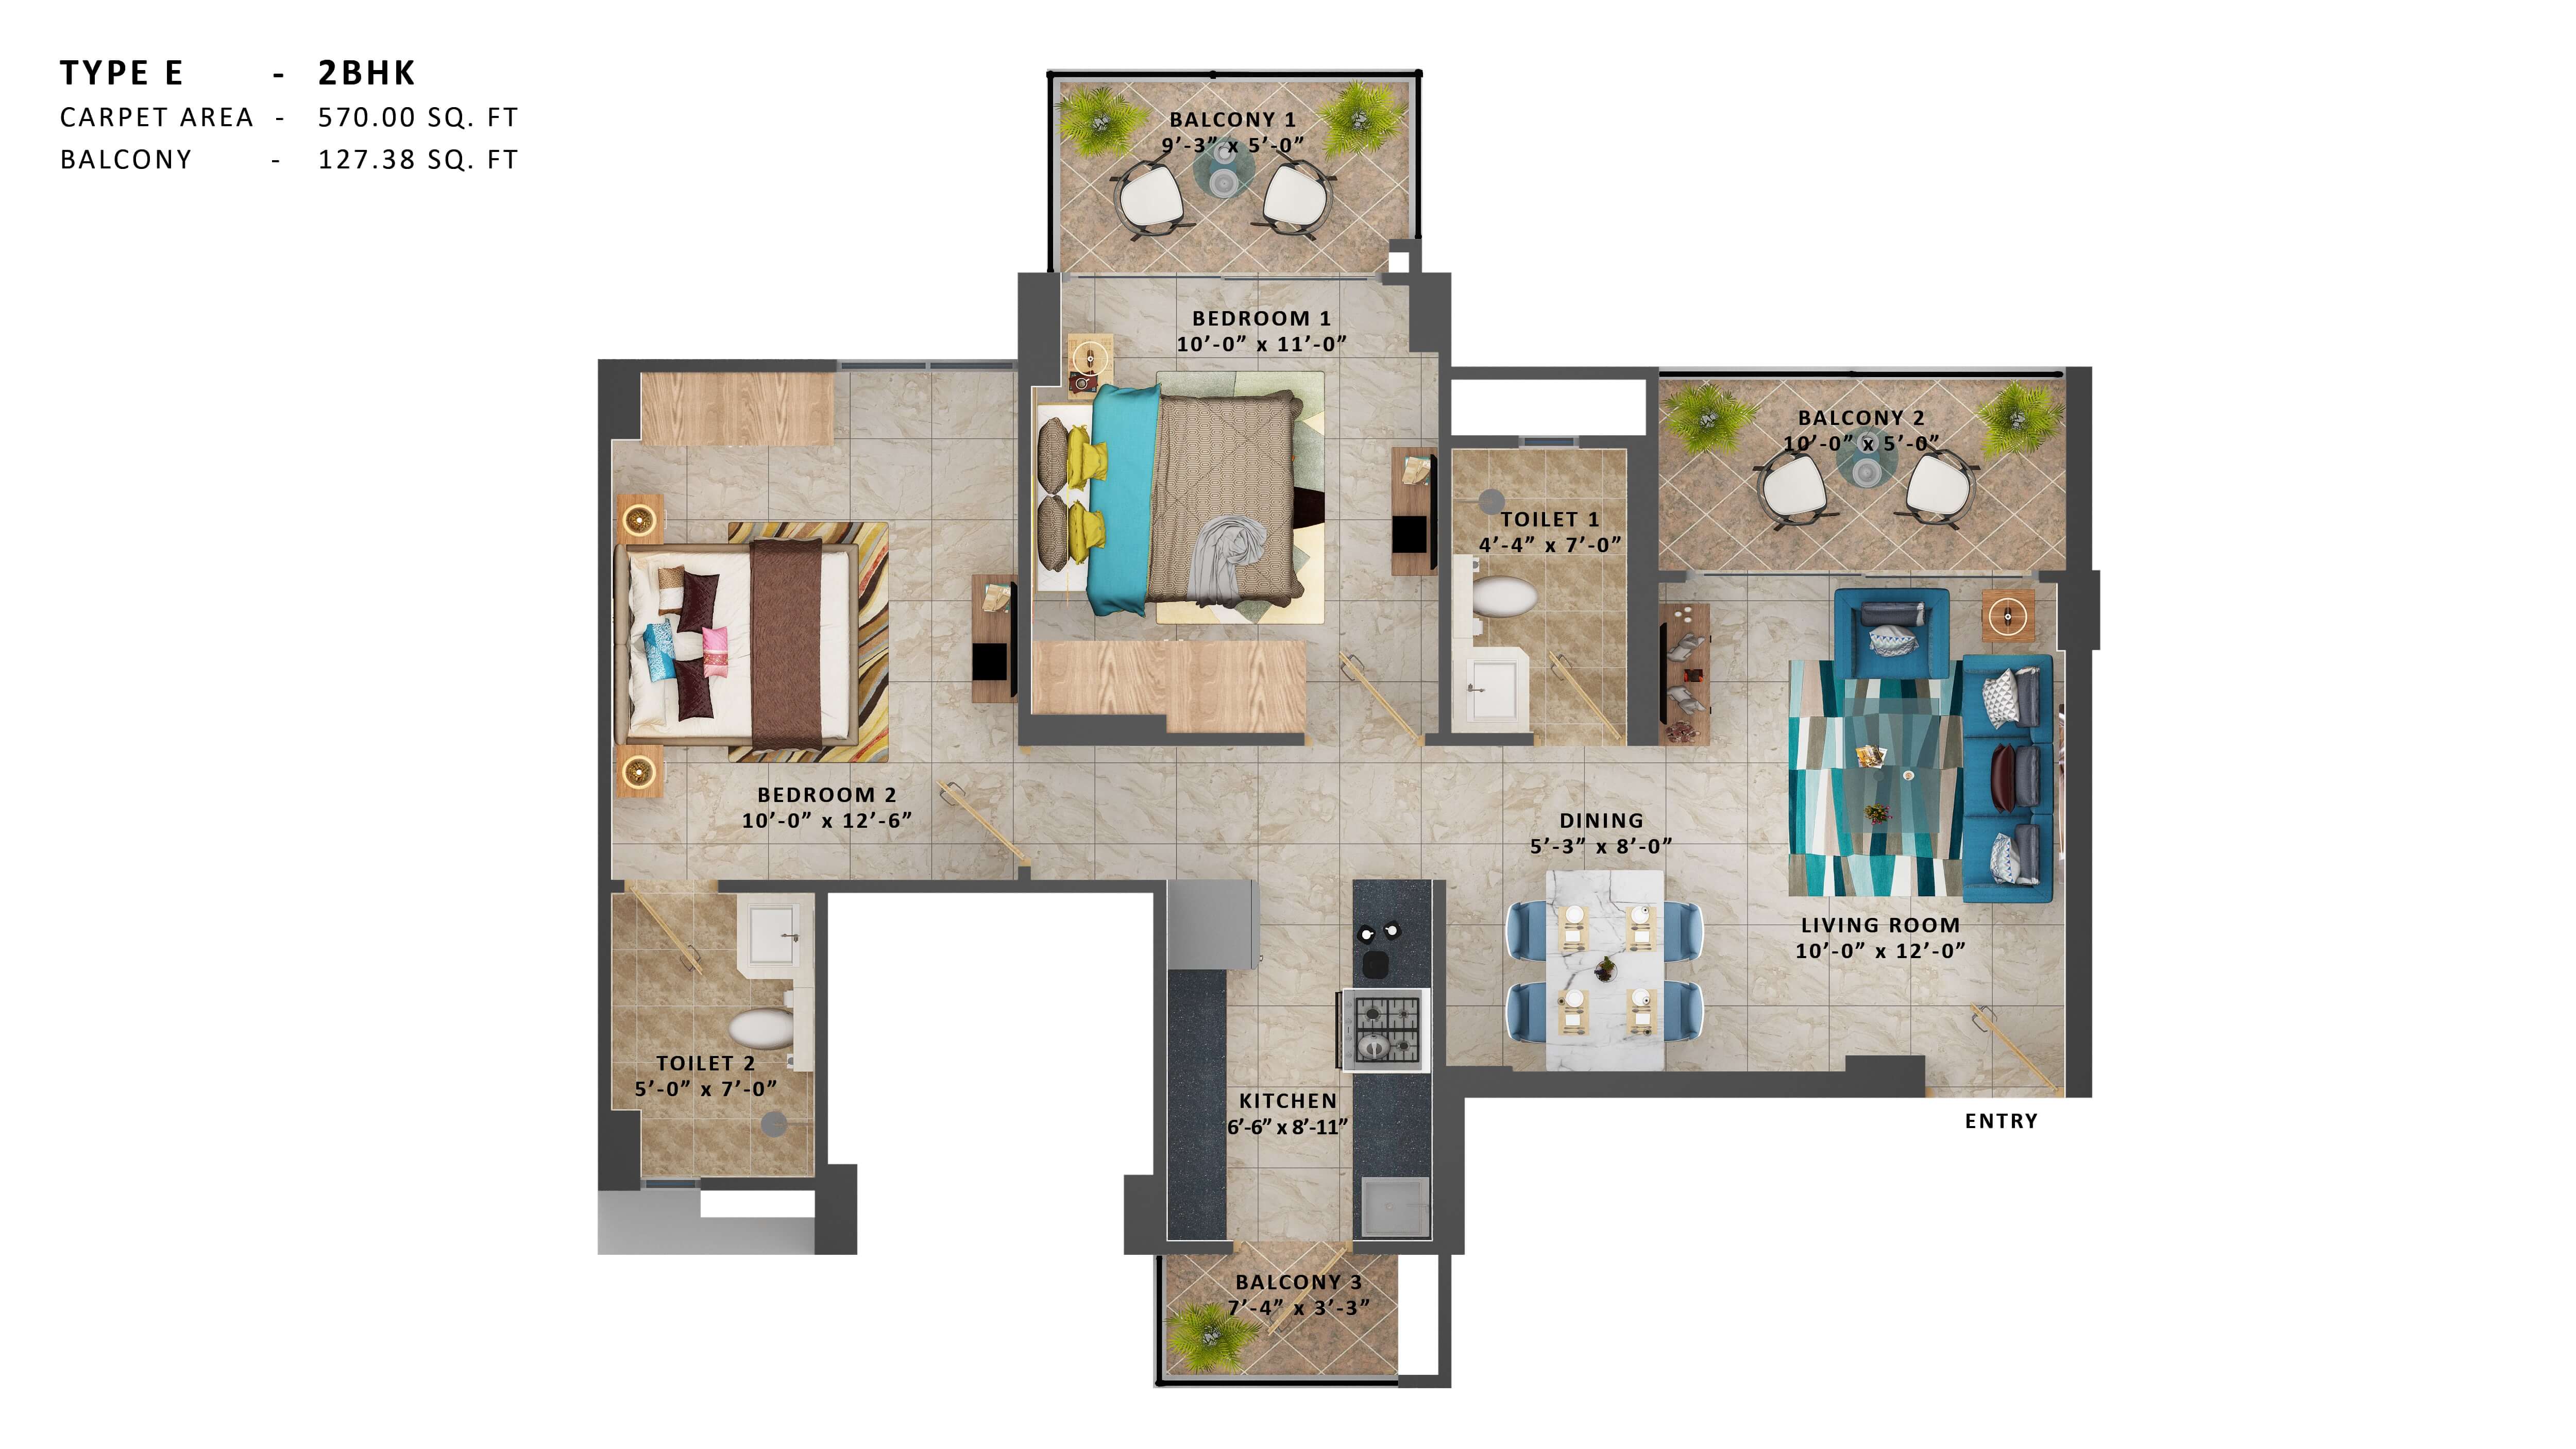 TYPE E - 2BHK
CARPET AREA - 570.00 SQ. FT
BALCONY - 127.38 SQ. FT
BALCONY 1
9’-3” x 5’-0”
BEDROOM 1
10’-0” x 11’-0”
BALCONY 2
10’-0” x 5’-0”
TOILET 1
4’-4” x 7’-0”
BEDROOM 2
10’-0” x 12’-6”
DINING
5’-3” x 8’-0”
LIVING ROOM
10’-0” x 12’-0”
TOILET 2
5’-0” x 7’-0”
KITCHEN
6’-6” x 8’-11”
ENTRY
BALCONY 3
7’-4” x 3’-3”